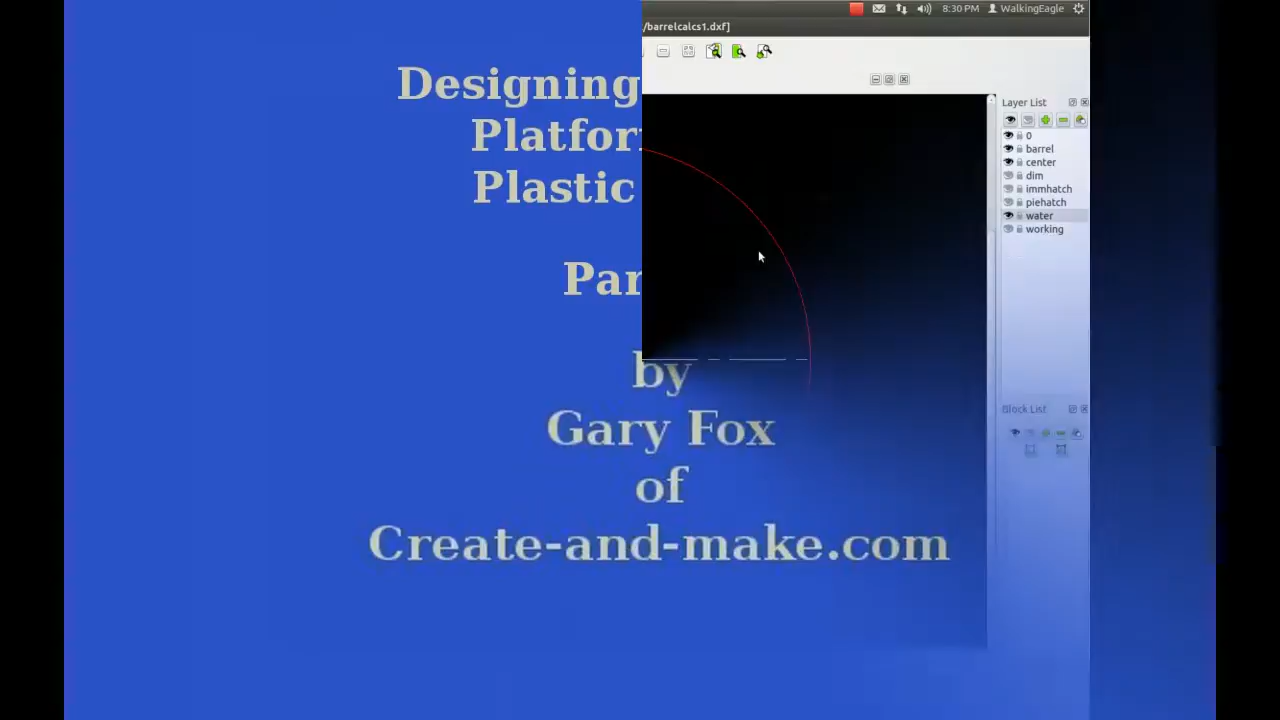 8:30 PM WalkingEagle
/barrelcalcs1.dxf]
Designing
Platfor
Plastic
Par
by
Gary Fox
of
Create-and-make.com
Layer List
0
barrel
center
dim
immhatch
piehatch
water
working
Block List